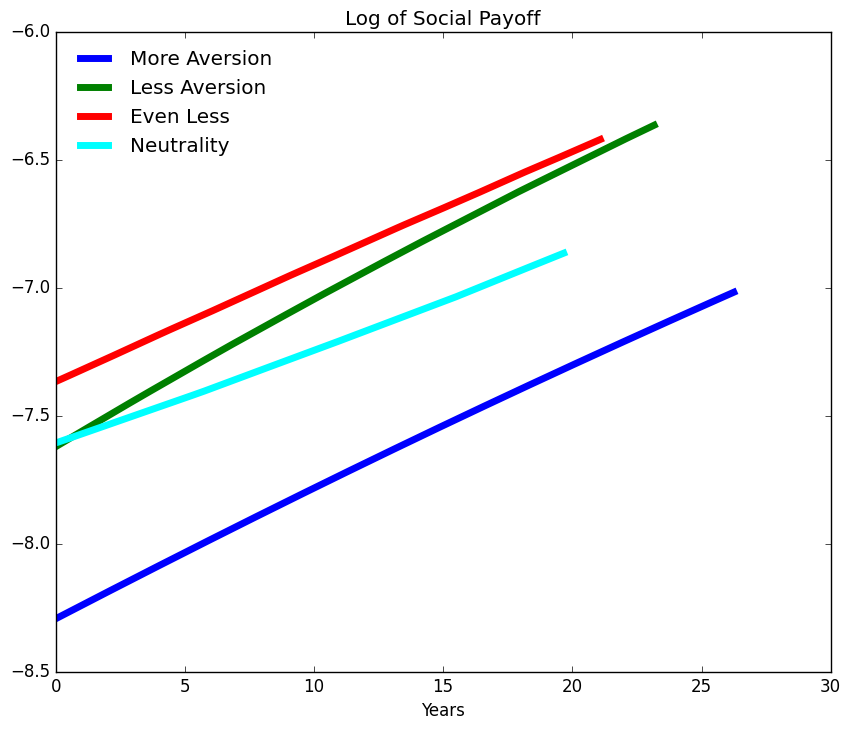 Log of Social Payoff
−6.0
−6.5
−7.0
−7.5
−8.0
−8.5
More Aversion
Less Aversion
Even Less
Neutrality
0 5 10 15 20 25 30
Years